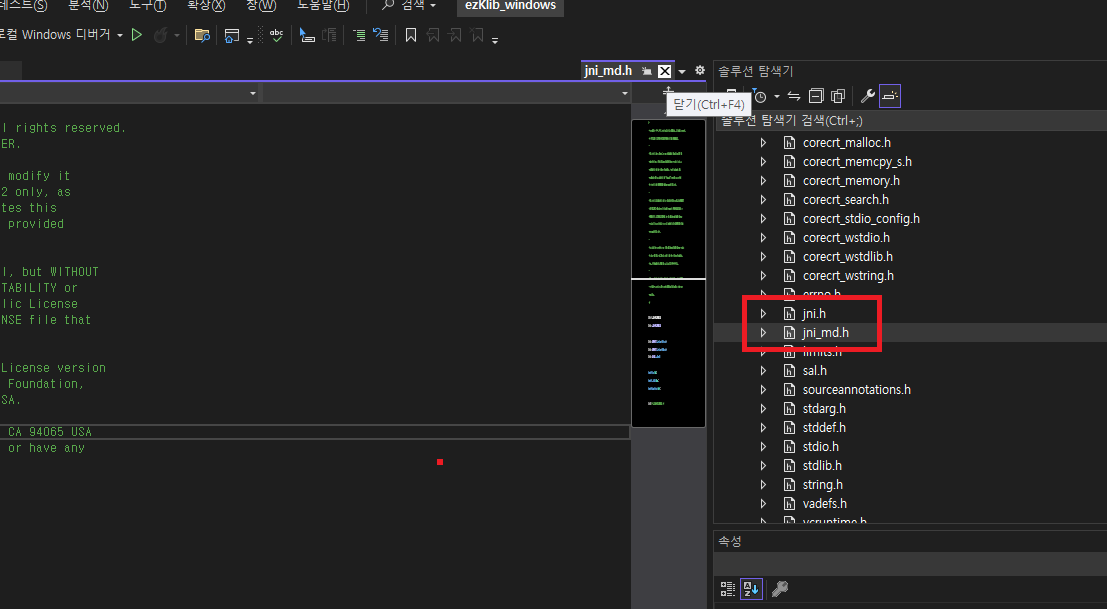 테스트(S) 분석(N) 도구(T) 확장(X) 창(W) 도움말(H) 검색 ezKlib_windows
로컬 Windows 디버거
jni_md.h
솔루션 탐색기
닫기(Ctrl+F4)
솔루션 탐색기 검색(Ctrl+;)
l rights reserved.
ER.
modify it
2 only, as
tes this
provided
l, but WITHOUT
TABILITY or
lic License
NSE file that
License version
Foundation,
SA.
CA 94065 USA
or have any
corecrt_malloc.h
corecrt_memcpy_s.h
corecrt_memory.h
corecrt_search.h
corecrt_stdio_config.h
corecrt_wstdio.h
corecrt_wstdlib.h
corecrt_wstring.h
errno.h
jni.h
jni_md.h
limits.h
sal.h
sourceannotations.h
stdarg.h
stddef.h
stdio.h
stdlib.h
string.h
vadefs.h
vcruntime.h
속성